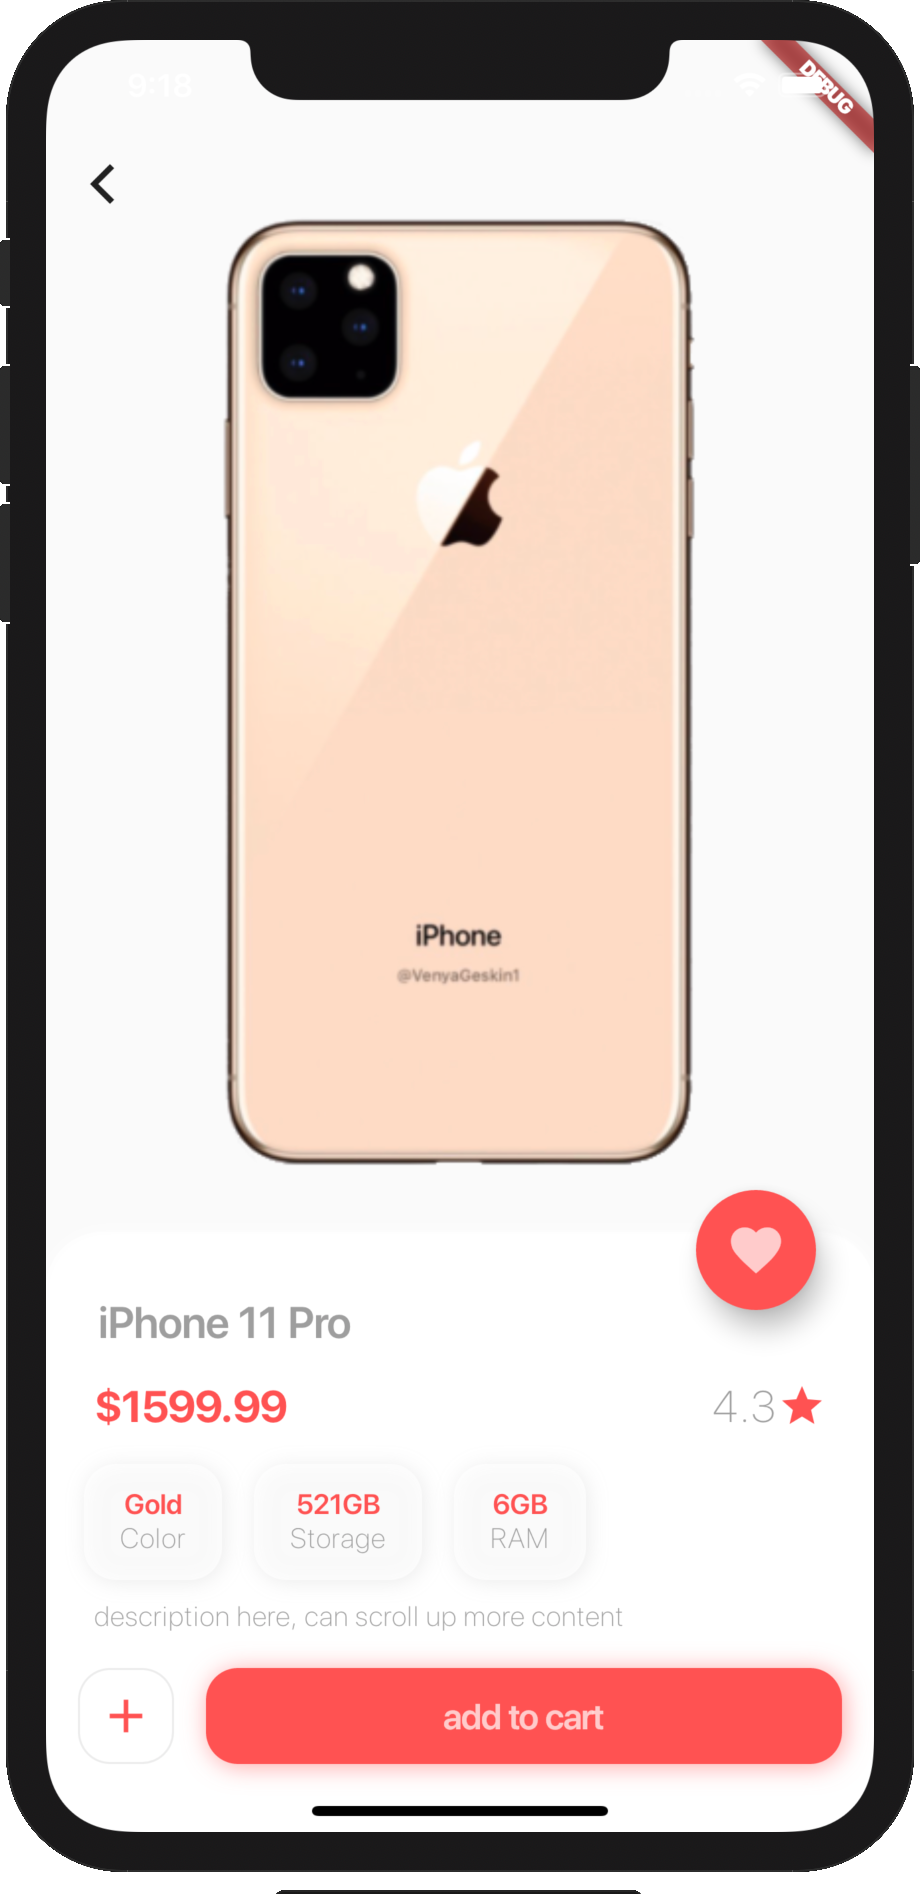 9:18
DEBUG
iPhone
@VenyaGeskin1
iPhone 11 Pro
$1599.99
4.3
Gold
Color
521GB
Storage
6GB
RAM
description here, can scroll up more content
+
add to cart